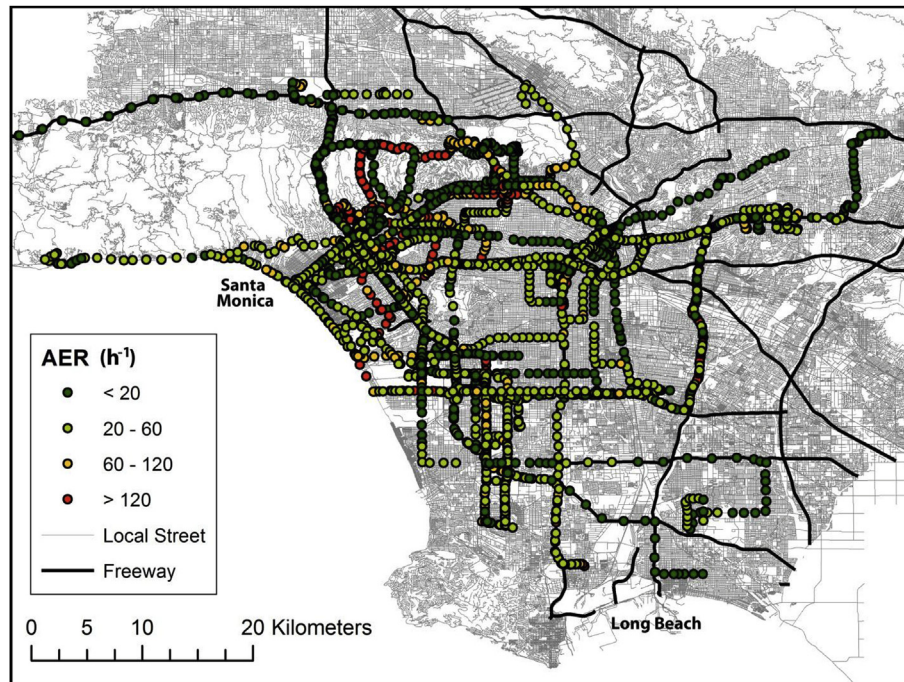 Santa
Monica
AER (h⁻¹)
< 20
20 - 60
60 - 120
> 120
Local Street
Freeway
0 5 10 20 Kilometers
Long Beach